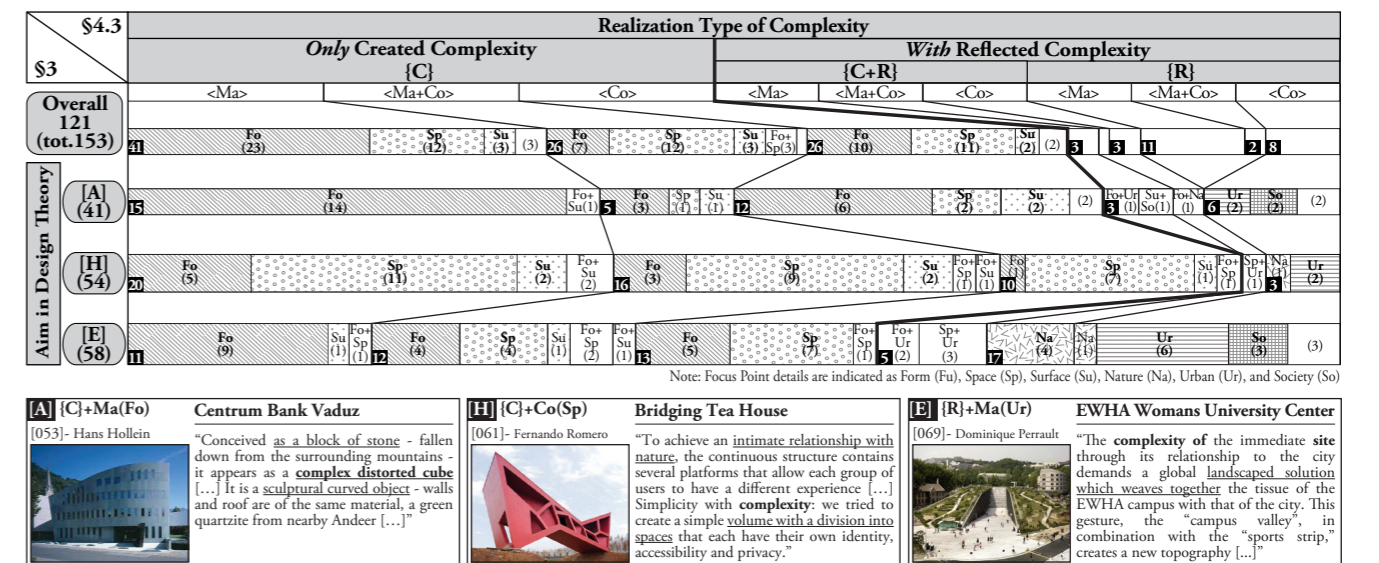 §4.3
§3
Realization Type of Complexity
Only Created Complexity
With Reflected Complexity
{C}
{C+R}
{R}
<Ma>
<Ma+Co>
<Co>
<Ma>
<Ma+Co>
<Co>
<Ma>
<Ma+Co>
<Co>
Overall
121
(tot.153)
41
Fo
(23)
Sp
(12)
Su
(3)
(3)
26
Fo
(7)
Sp
(12)
Su
(3)
Fo+
Sp(3)
26
Fo
(10)
Sp
(11)
Su
(2)
(2)
3
3
11
2
8
Aim in Design Theory
[A]
(41)
15
Fo
(14)
Fo+
Su(1)
5
Fo
(3)
Sp
(1)
Su
(1)
12
Fo
(6)
Sp
(2)
Su
(2)
(2)
3
Fo+Ur
(1)
Su+
So(1)
Fo+Na
(1)
6
Ur
(2)
So
(2)
(2)
[H]
(54)
20
Fo
(5)
Sp
(11)
Su
(2)
Fo+
Su
(2)
16
Fo
(3)
Sp
(9)
Su
(2)
Fo+
Sp
(1)
Fo+
Su
(1)
10
Fo
(1)
Sp
(7)
Su
(1)
Fo+
Sp
(1)
Sp+
Ur
(1)
3
Na
(1)
Ur
(2)
[E]
(58)
11
Fo
(9)
Su
(1)
Fo+
Sp
(1)
12
Fo
(4)
Sp
(4)
Su
(1)
Fo+
Sp
(2)
Fo+
Su
(1)
13
Fo
(5)
Sp
(7)
Fo+
Sp
(1)
5
Fo+
Ur
(2)
Sp+
Ur
(3)
17
Na
(4)
Na
(1)
Ur
(6)
So
(3)
(3)
Note: Focus Point details are indicated as Form (Fu), Space (Sp), Surface (Su), Nature (Na), Urban (Ur), and Society (So)
[A] {C}+Ma(Fo)
Centrum Bank Vaduz
[053]- Hans Hollein
“Conceived as a block of stone - fallen
down from the surrounding mountains -
it appears as a complex distorted cube
[...] It is a sculptural curved object - walls
and roof are of the same material, a green
quartzite from nearby Andeer [...]”
[H] {C}+Co(Sp)
Bridging Tea House
[061]- Fernando Romero
“To achieve an intimate relationship with
nature, the continuous structure contains
several platforms that allow each group of
users to have a different experience [...]
Simplicity with complexity: we tried to
create a simple volume with a division into
spaces that each have their own identity,
accessibility and privacy.”
[E] {R}+Ma(Ur)
EWHA Womans University Center
[069]- Dominique Perrault
“The complexity of the immediate site
through its relationship to the city
demands a global landscaped solution
which weaves together the tissue of the
EWHA campus with that of the city. This
gesture, the “campus valley”, in
combination with the “sports strip,”
creates a new topography [...]”